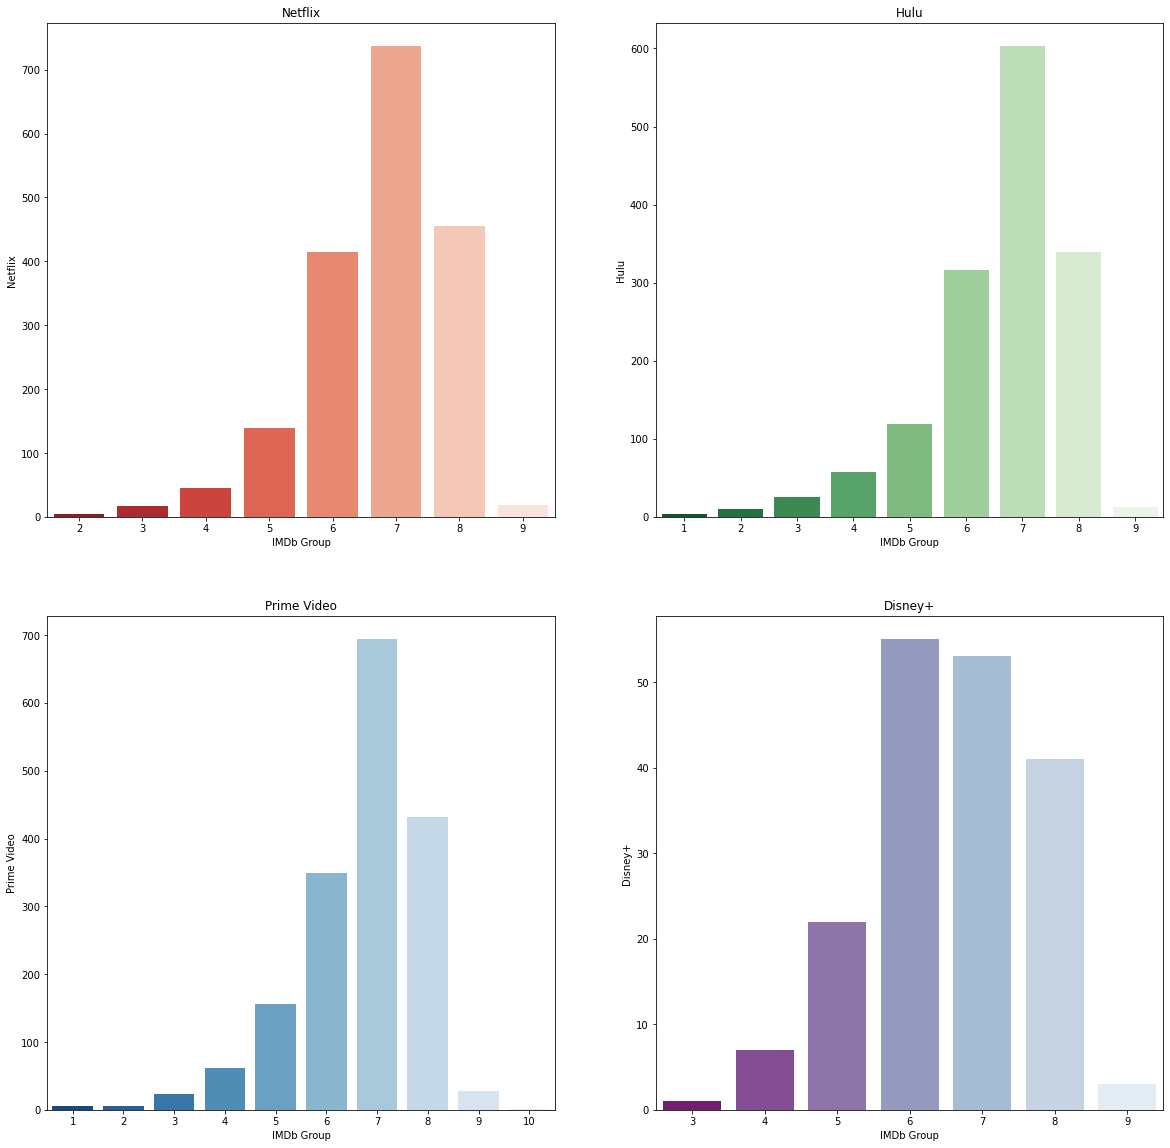 Netflix
Netflix
700
600
500
400
300
200
100
0
2 3 4 5 6 7 8 9
IMDb Group
Hulu
Hulu
600
500
400
300
200
100
0
1 2 3 4 5 6 7 8 9
IMDb Group
Prime Video
Prime Video
700
600
500
400
300
200
100
0
1 2 3 4 5 6 7 8 9 10
IMDb Group
Disney+
Disney+
50
40
30
20
10
0
3 4 5 6 7 8 9
IMDb Group